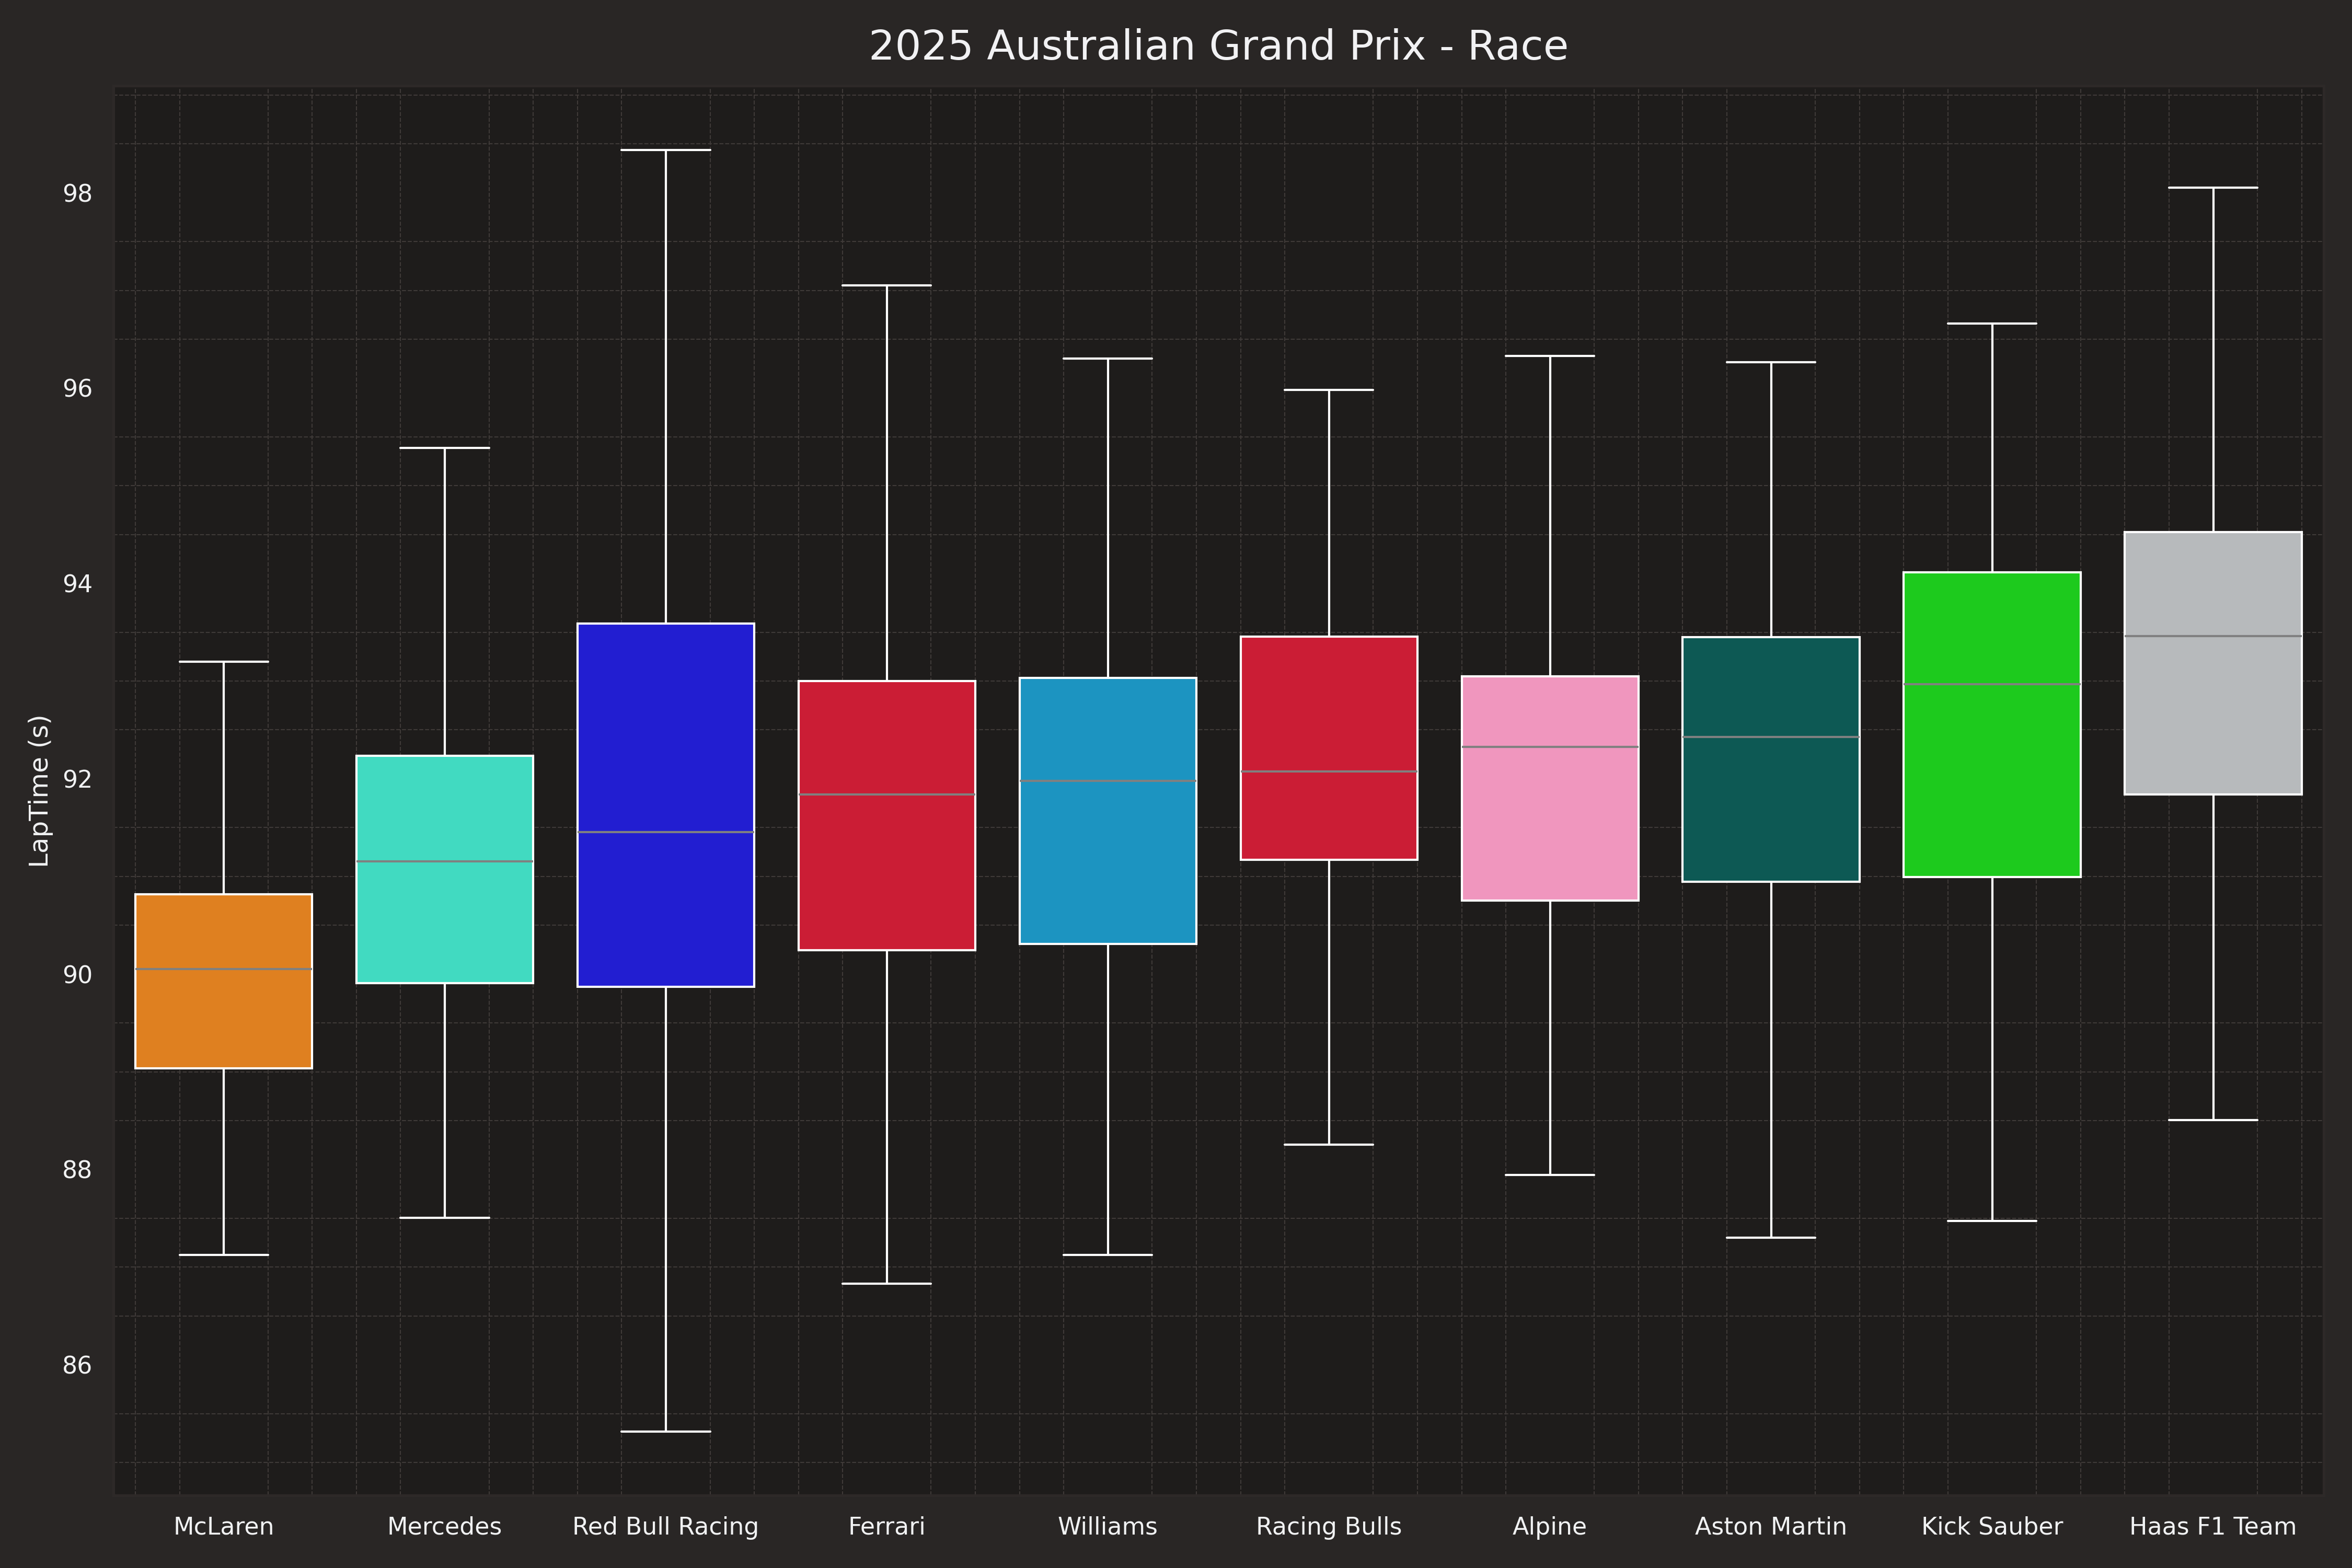 2025 Australian Grand Prix - Race
LapTime (s)
98
96
94
92
90
88
86
McLaren
Mercedes
Red Bull Racing
Ferrari
Williams
Racing Bulls
Alpine
Aston Martin
Kick Sauber
Haas F1 Team